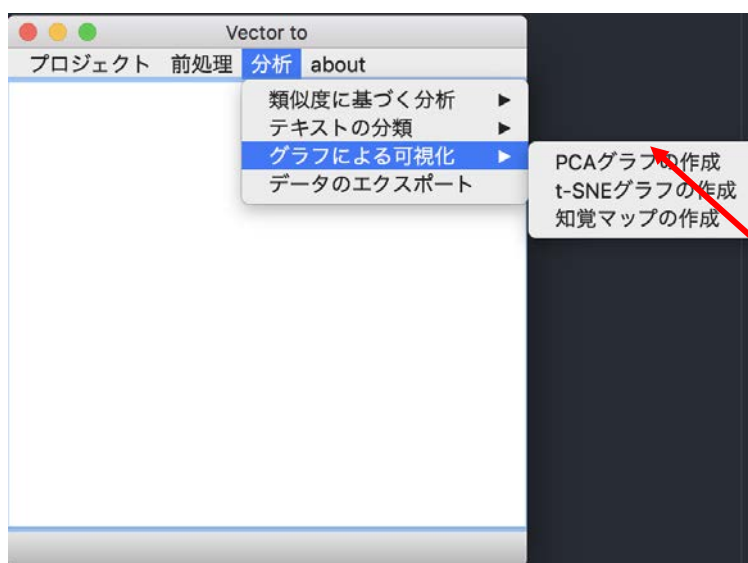 Vector to
プロジェクト 前処理 分析 about
類似度に基づく分析
テキストの分類
グラフによる可視化
データのエクスポート
PCAグラフの作成
t-SNEグラフの作成
知覚マップの作成